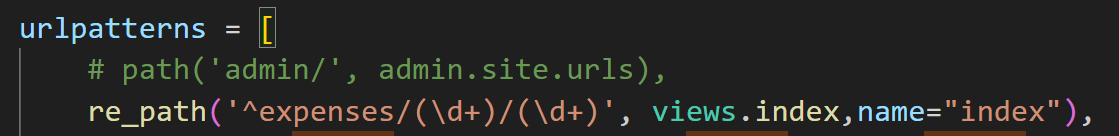 urlpatterns = [
# path('admin/', admin.site.urls),
re_path('^expenses/(\d+)/(\d+)', views.index,name="index"),